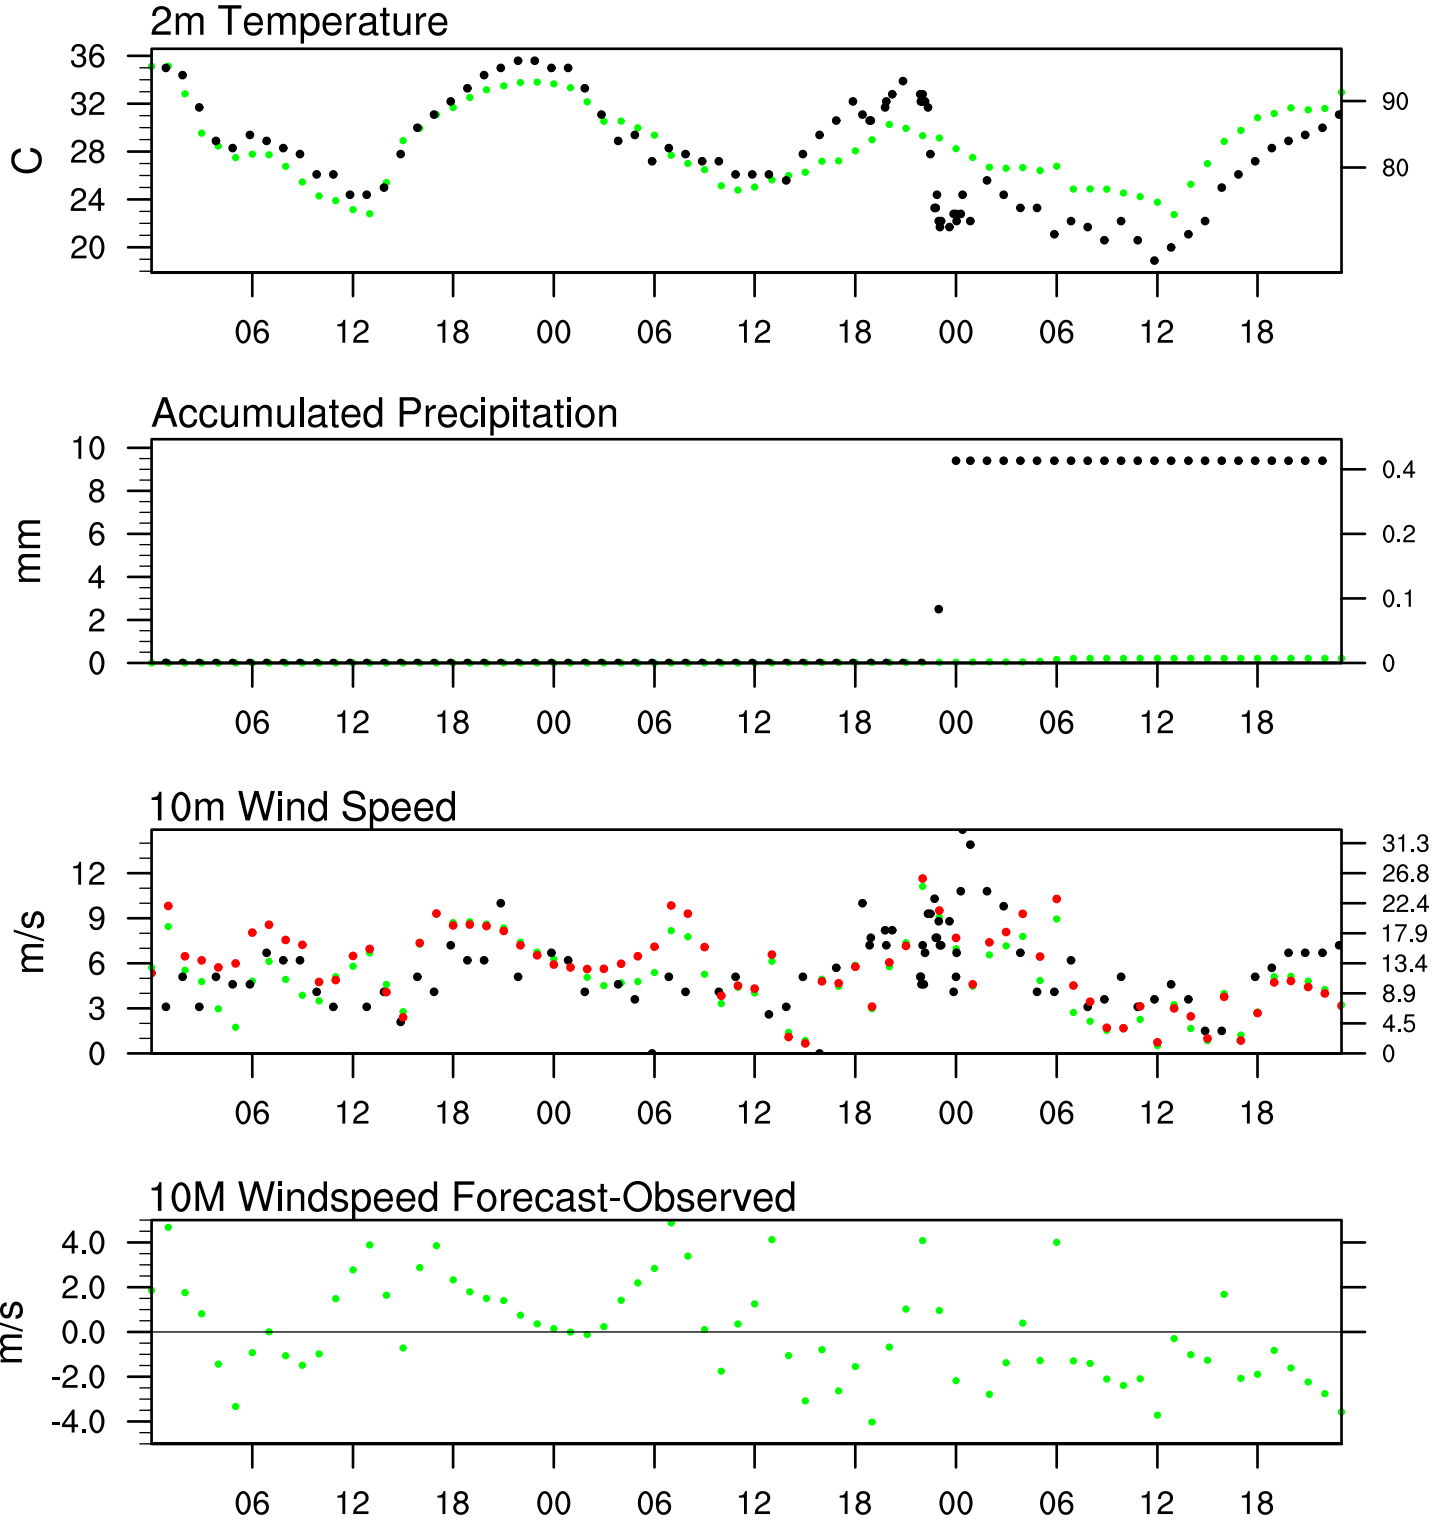 2m Temperature
36
32
28
24
20
C
90
80
06 12 18 00 06 12 18 00 06 12 18
Accumulated Precipitation
10
8
6
4
2
0
mm
0.4
0.2
0.1
0
06 12 18 00 06 12 18 00 06 12 18
10m Wind Speed
12
9
6
3
0
m/s
31.3
26.8
22.4
17.9
13.4
8.9
4.5
0
06 12 18 00 06 12 18 00 06 12 18
10M Windspeed Forecast-Observed
4.0
2.0
0.0
-2.0
-4.0
m/s
06 12 18 00 06 12 18 00 06 12 18